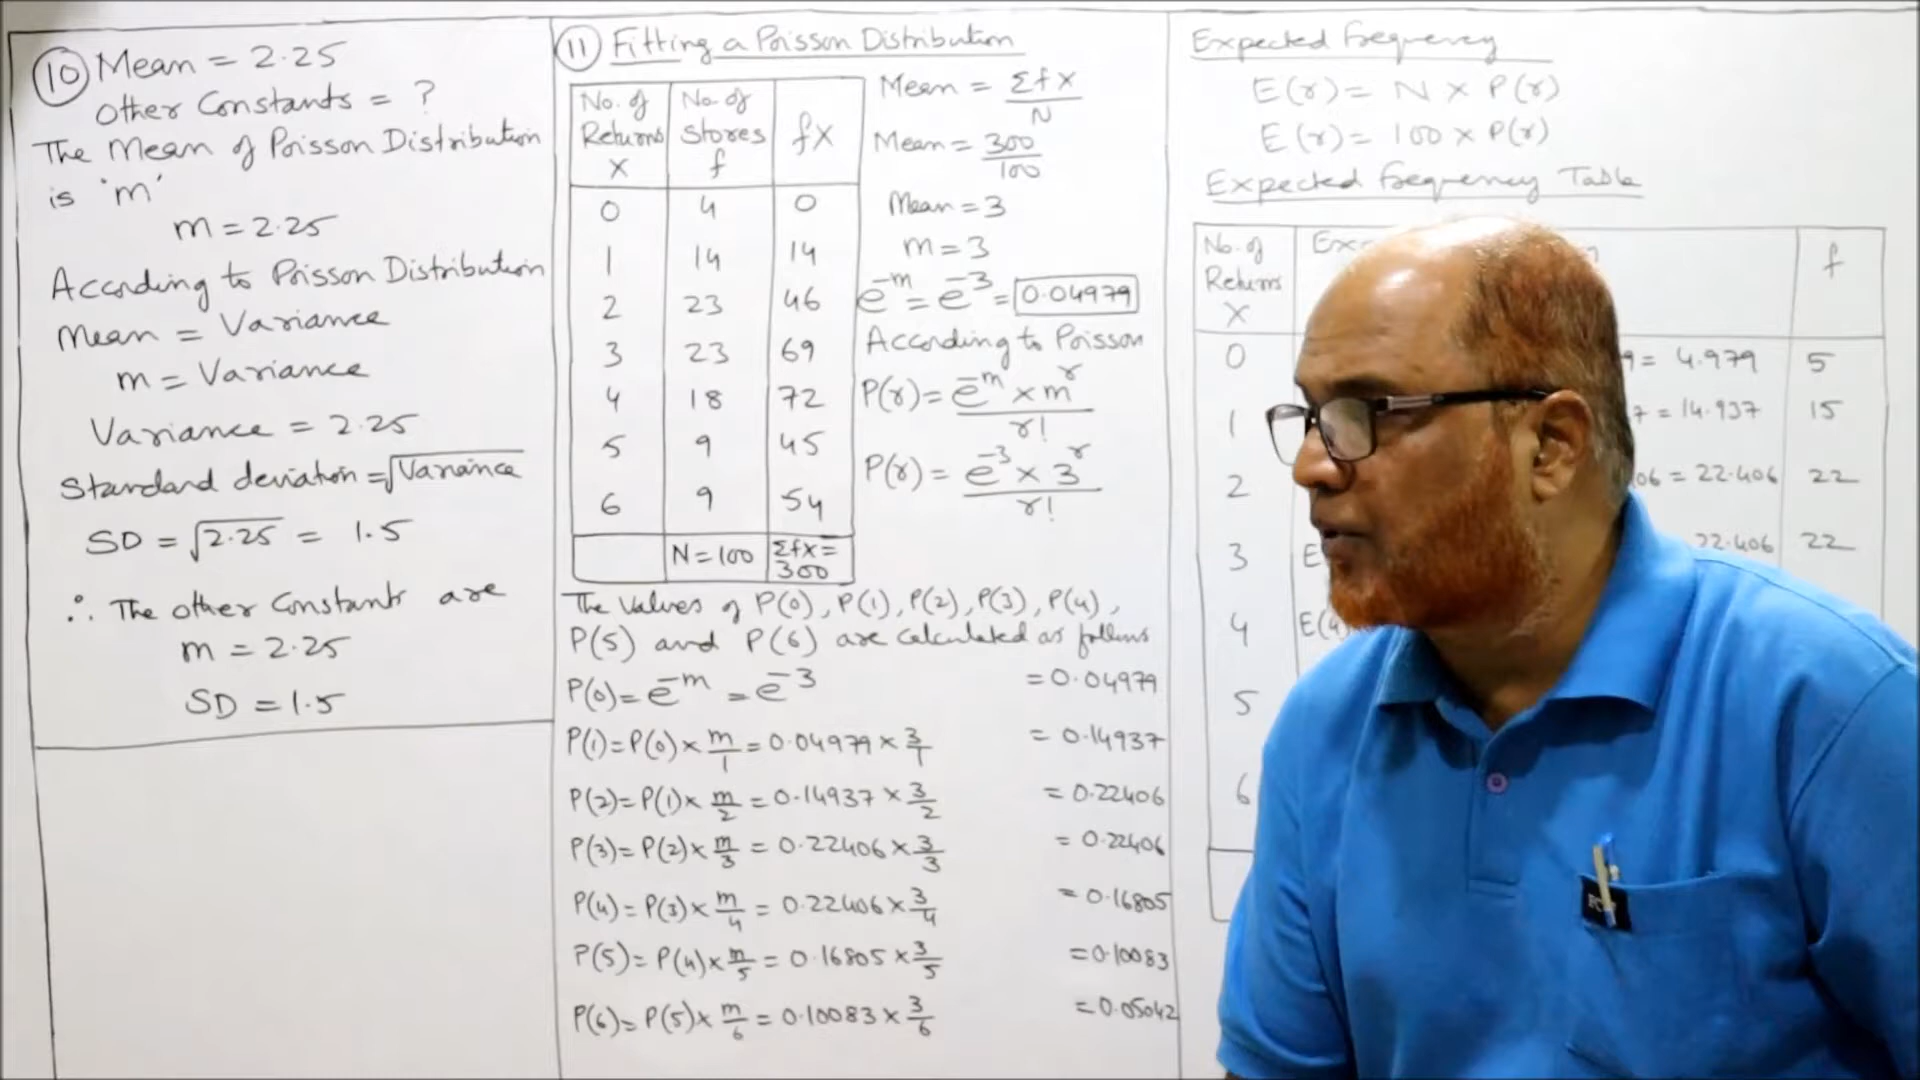 10 Mean = 2.25
Other Constants = ?
The Mean of Poisson Distribution
is 'm'
m = 2.25
According to Poisson Distribution
Mean = Variance
m = Variance
Variance = 2.25
Standard deviation = √Variance
SD = √2.25 = 1.5
∴ The other Constants are
m = 2.25
SD = 1.5
11 Fitting a Poisson Distribution
No. of Returns X | No. of Stores f | fX
0 4 0
1 14 14
2 23 46
3 23 69
4 18 72
5 9 45
6 9 54
N = 100 Σfx = 300
Mean = Σfx / N
Mean = 300 / 100
Mean = 3
m = 3
e^-m = e^-3 = 0.04979
According to Poisson
P(r) = e^-m × m^r / r!
P(r) = e^-3 × 3^r / r!
The Values of P(0), P(1), P(2), P(3), P(4),
P(5) and P(6) are calculated as follows
P(0) = e^-m = e^-3 = 0.04979
P(1) = P(0) × m/1 = 0.04979 × 3/1 = 0.14937
P(2) = P(1) × m/2 = 0.14937 × 3/2 = 0.22406
P(3) = P(2) × m/3 = 0.22406 × 3/3 = 0.22406
P(4) = P(3) × m/4 = 0.22406 × 3/4 = 0.16805
P(5) = P(4) × m/5 = 0.16805 × 3/5 = 0.10083
P(6) = P(5) × m/6 = 0.10083 × 3/6 = 0.05042
Expected Frequency
E(r) = N × P(r)
E(r) = 100 × P(r)
Expected Frequency Table
No. of Returns X | f
0 9 = 4.979 5
1 7 = 14.937 15
2 06 = 22.406 22
3 E 22.406 22
4 E(4)
5
6